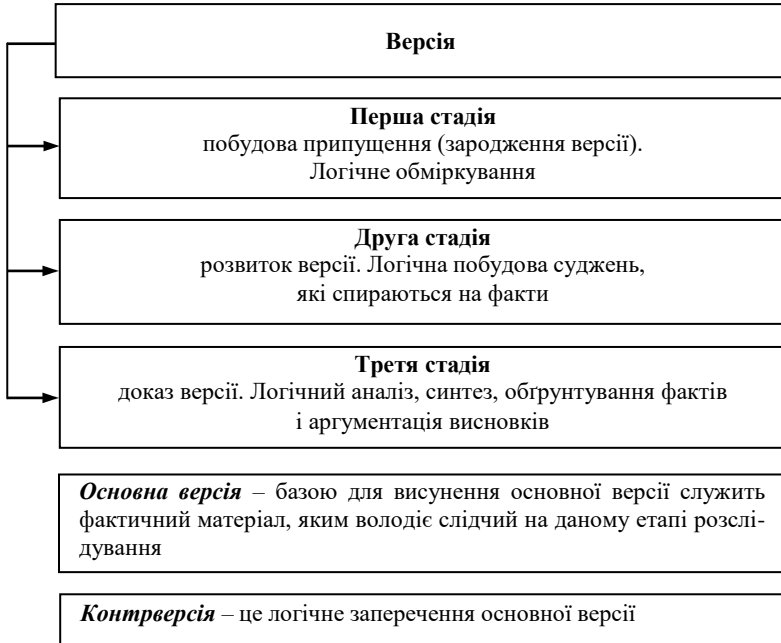 Версія
Перша стадія
побудова припущення (зародження версії).
Логічне обміркування
Друга стадія
розвиток версії. Логічна побудова суджень,
які спираються на факти
Третя стадія
доказ версії. Логічний аналіз, синтез, обґрунтування фактів
і аргументація висновків
Основна версія – базою для висунення основної версії служить
фактичний матеріал, яким володіє слідчий на даному етапі розслі-
дування
Контрверсія – це логічне заперечення основної версії